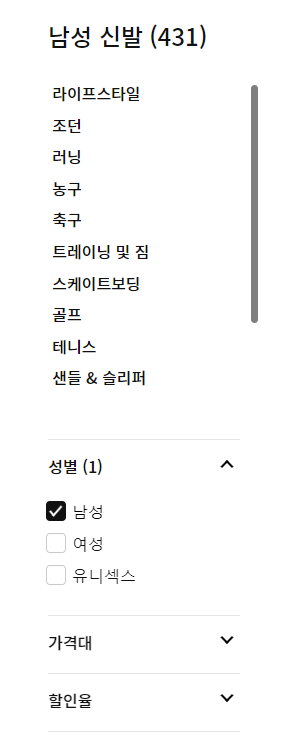 남성 신발 (431)
라이프스타일
조던
러닝
농구
축구
트레이닝 및 짐
스케이트보딩
골프
테니스
샌들 & 슬리퍼
성별 (1)
남성
여성
유니섹스
가격대
할인율